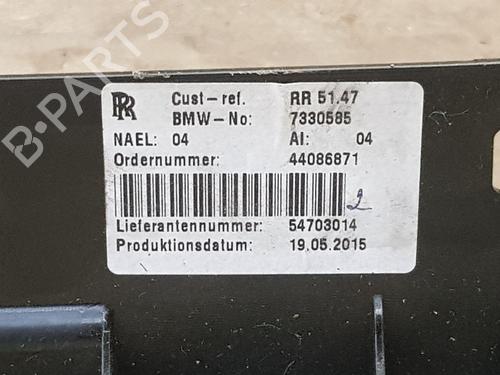 B-PARTS
RR Cust-ref. RR 51.47
BMW-No: 7330585
NAEL: 04 AI: 04
Ordernummer: 44086871
2
Lieferantennummer: 54703014
Produktionsdatum: 19.05.2015